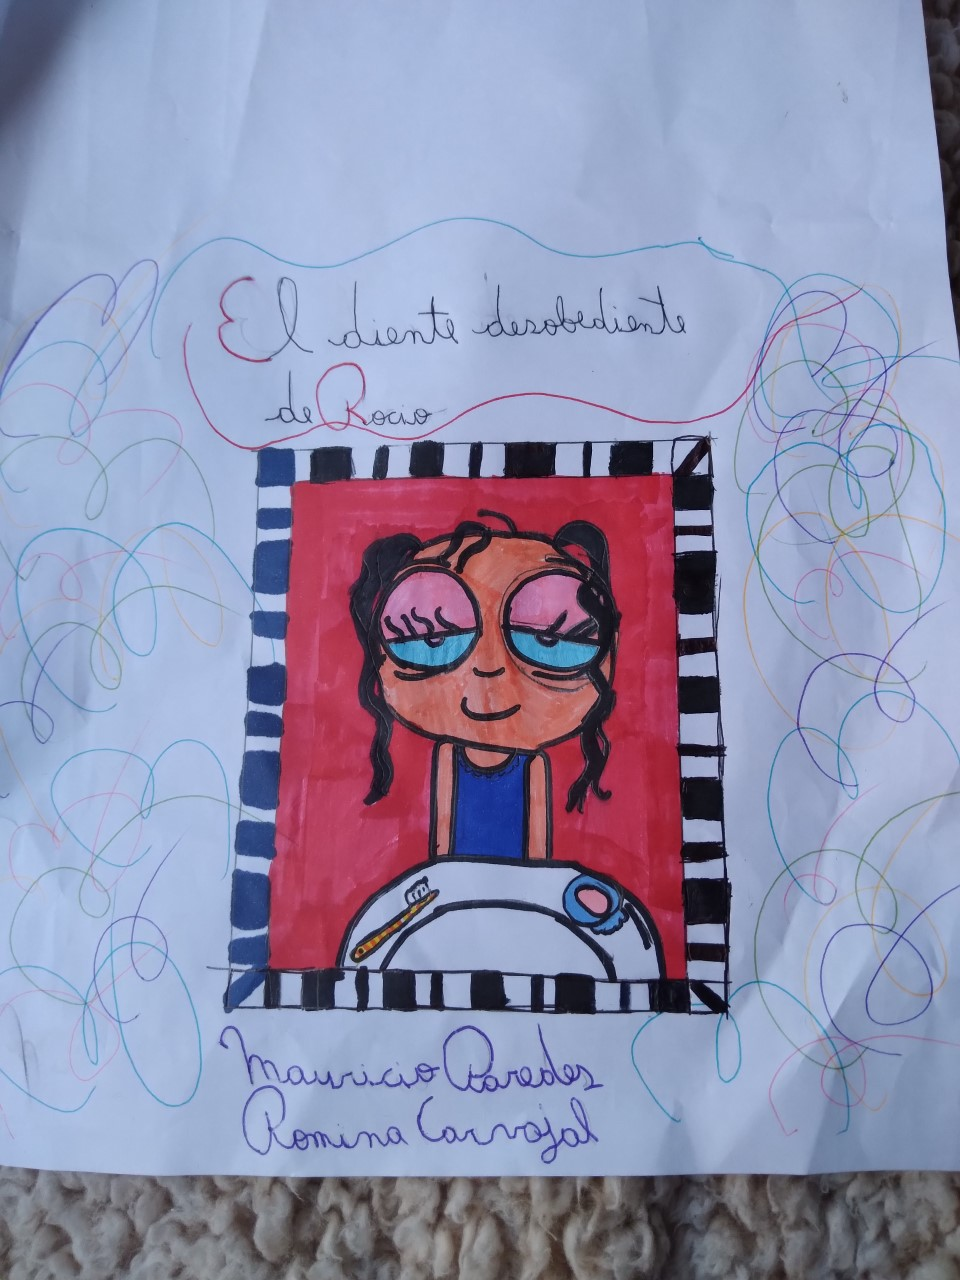 El diente desobediente
de Rocio
Mauricio Paredes
Romina Carvajal